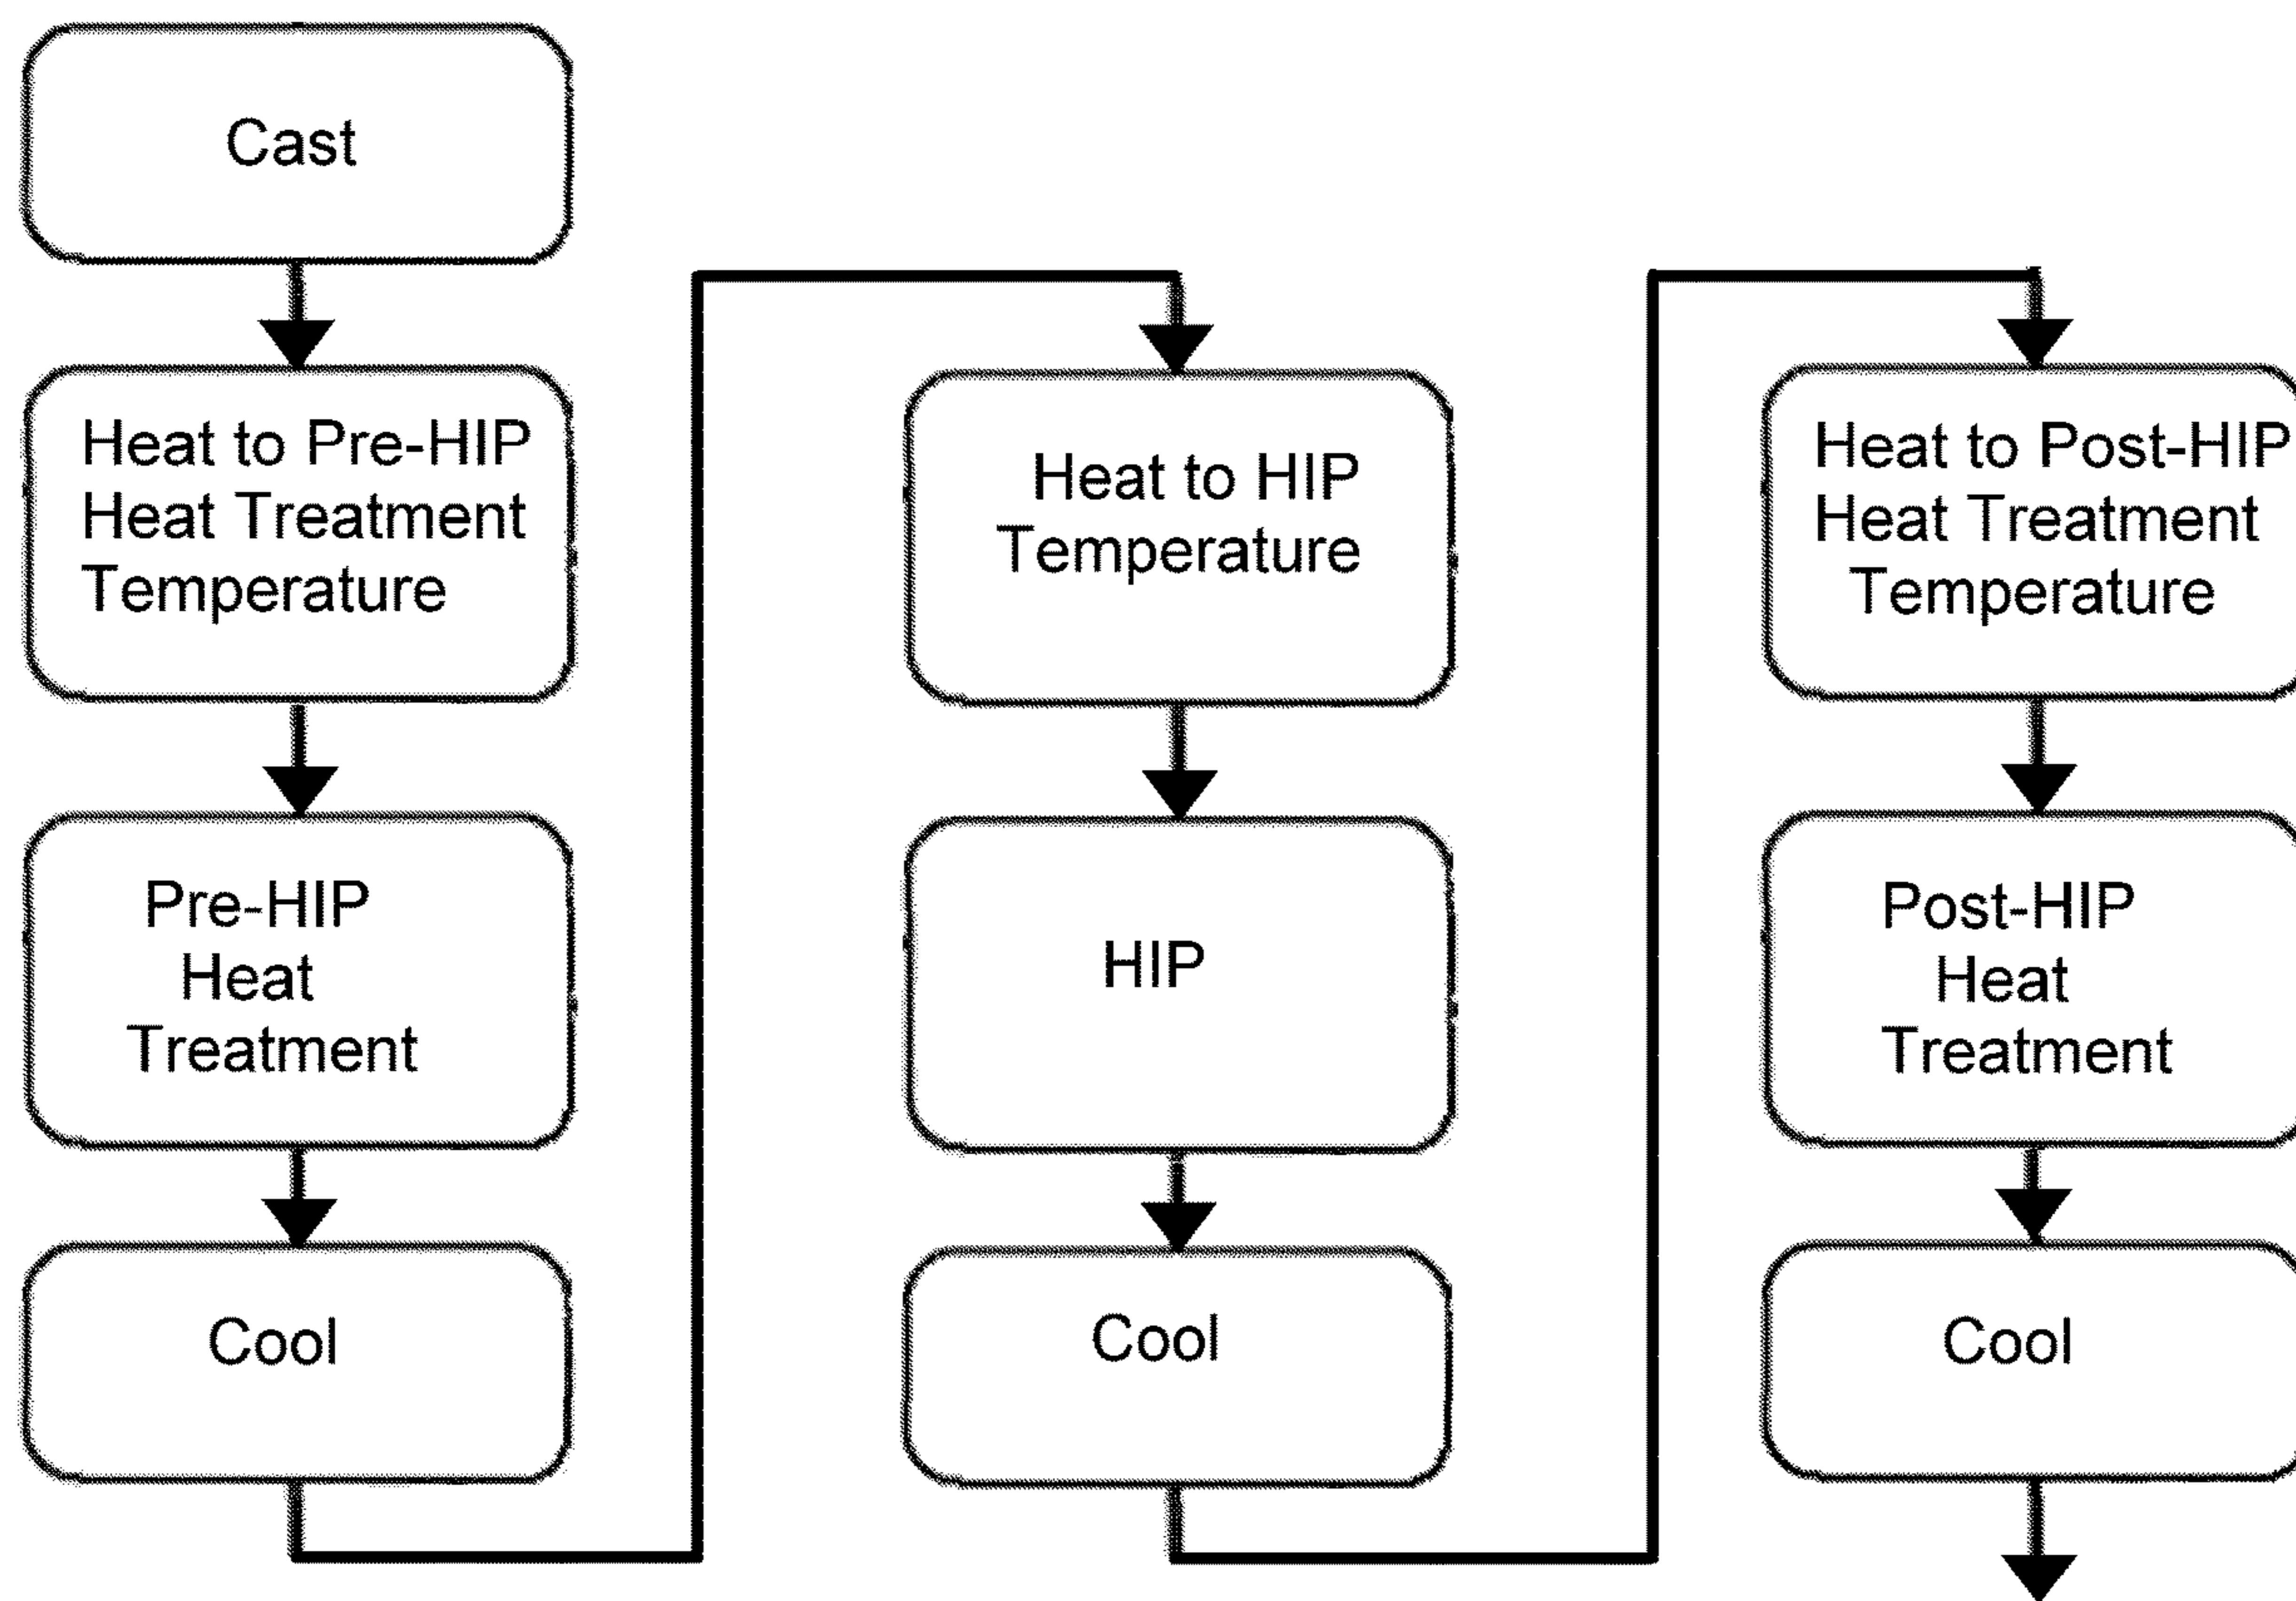 Cast
Heat to Pre-HIP
Heat Treatment
Temperature
Pre-HIP
Heat
Treatment
Cool
Heat to HIP
Temperature
HIP
Cool
Heat to Post-HIP
Heat Treatment
Temperature
Post-HIP
Heat
Treatment
Cool